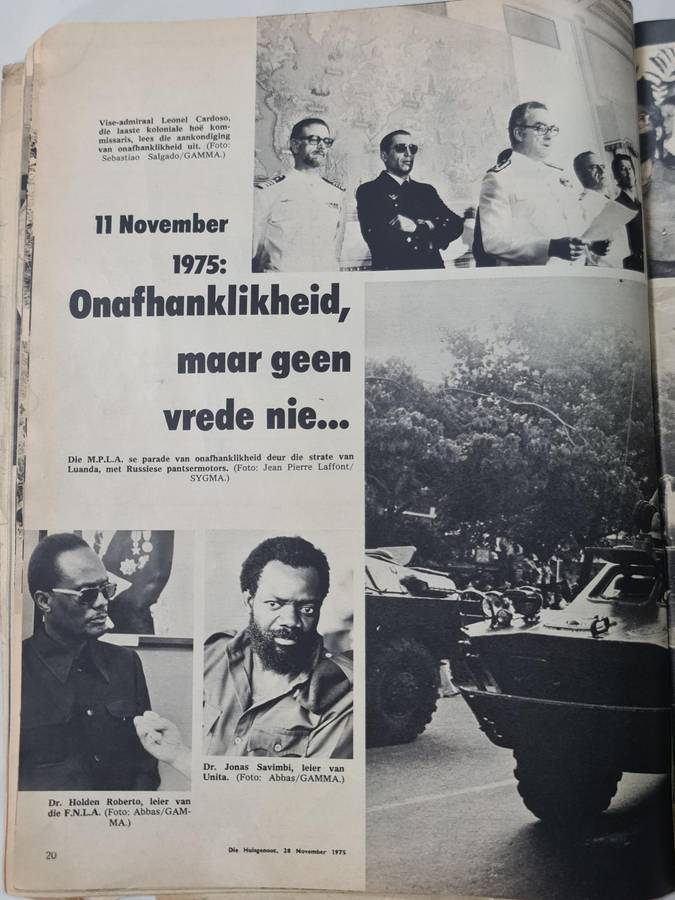 Vise-admiraal Leonel Cardoso,
die laaste koloniale hoë kom-
missaris, lees die aankondiging
van onafhanklikheid uit. (Foto:
Sebastiao Salgado/GAMMA.)
11 November
1975:
Onafhanklikheid,
maar geen
vrede nie...
Die M.P.L.A. se parade van onafhanklikheid deur die strate van
Luanda, met Russiese pantsermotors. (Foto: Jean Pierre Laffont/
SYGMA.)
Dr. Jonas Savimbi, leier van
Unita. (Foto: Abbas/GAMMA.)
Dr. Holden Roberto, leier van
die F.N.L.A. (Foto: Abbas/GAM-
MA.)
20
Die Huisgenoot, 28 November 1975